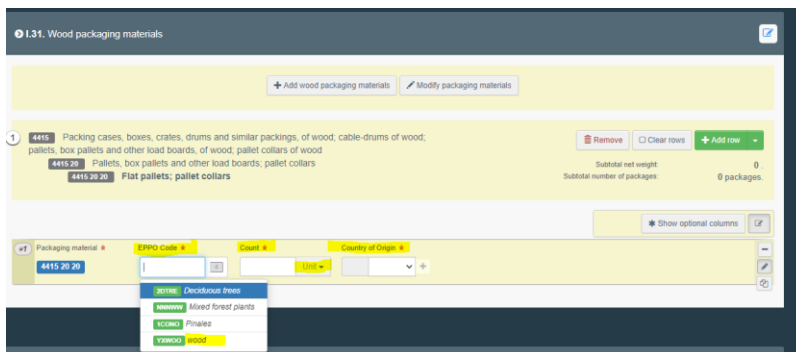 I.31. Wood packaging materials
+ Add wood packaging materials Modify packaging materials
1 4415 Packing cases, boxes, crates, drums and similar packings, of wood; cable-drums of wood;
pallets, box pallets and other load boards, of wood; pallet collars of wood
4415 20 Pallets, box pallets and other load boards; pallet collars
4415 20 20 Flat pallets; pallet collars
Remove Clear rows + Add row
Subtotal net weight: 0 .
Subtotal number of packages: 0 packages.
✱ Show optional columns
#1 Packaging material * EPPO Code * Count * Country of Origin *
4415 20 20 Unit +
2DTRE Deciduous trees
NNNWW Mixed forest plants
1CONO Pinales
YXWOO wood